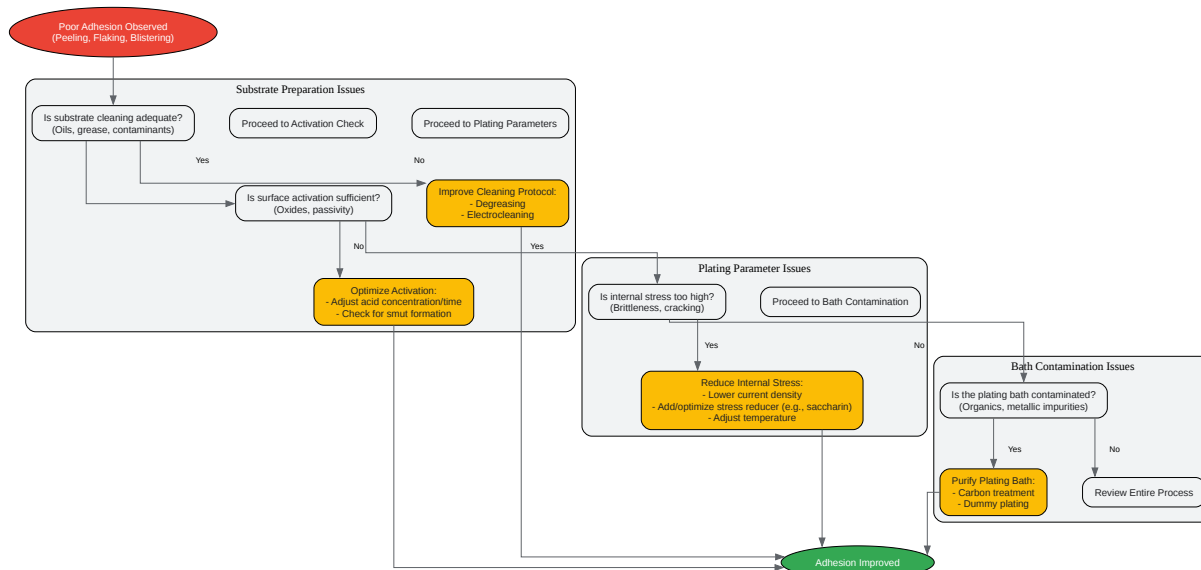 Poor Adhesion Observed
(Peeling, Flaking, Blistering)
Substrate Preparation Issues
Is substrate cleaning adequate?
(Oils, grease, contaminants)
Proceed to Activation Check
Proceed to Plating Parameters
Yes
No
Is surface activation sufficient?
(Oxides, passivity)
Improve Cleaning Protocol:
- Degreasing
- Electrocleaning
No
Yes
Optimize Activation:
- Adjust acid concentration/time
- Check for smut formation
Plating Parameter Issues
Is internal stress too high?
(Brittleness, cracking)
Proceed to Bath Contamination
Yes
No
Reduce Internal Stress:
- Lower current density
- Add/optimize stress reducer (e.g., saccharin)
- Adjust temperature
Bath Contamination Issues
Is the plating bath contaminated?
(Organics, metallic impurities)
Yes
No
Purify Plating Bath:
- Carbon treatment
- Dummy plating
Review Entire Process
Adhesion Improved